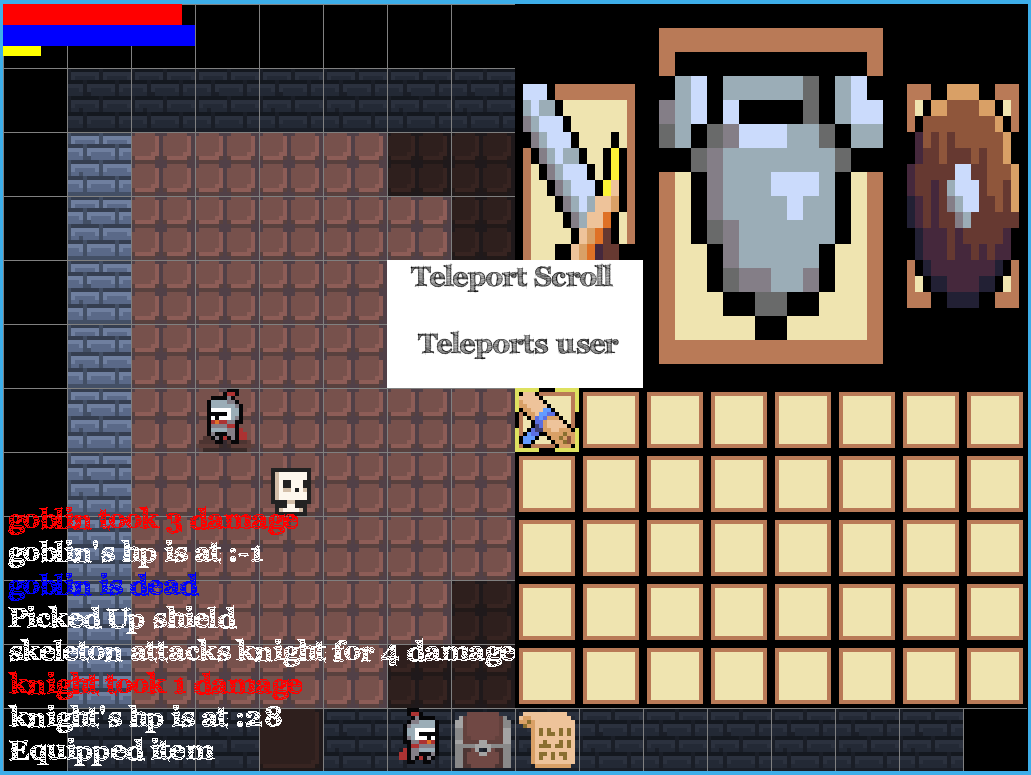 Teleport Scroll
Teleports user
goblin took 3 damage
goblin's hp is at :-1
goblin is dead
Picked Up shield
skeleton attacks knight for 4 damage
knight took 1 damage
knight's hp is at :28
Equipped item